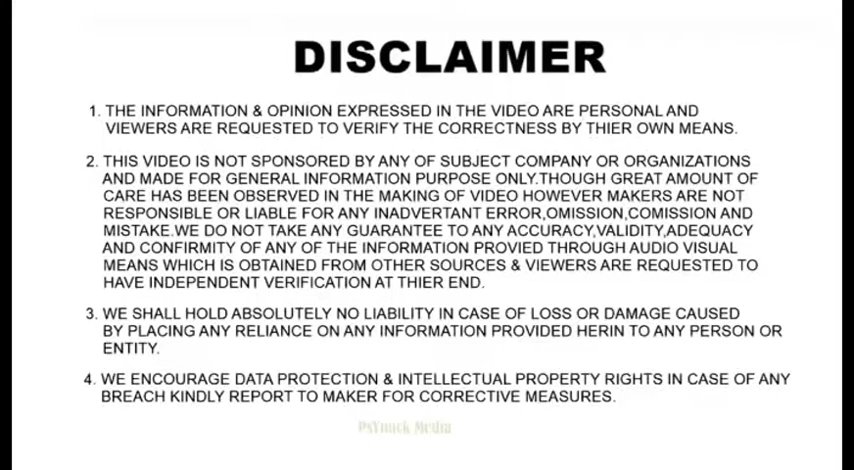 DISCLAIMER
1. THE INFORMATION & OPINION EXPRESSED IN THE VIDEO ARE PERSONAL AND
VIEWERS ARE REQUESTED TO VERIFY THE CORRECTNESS BY THIER OWN MEANS.
2. THIS VIDEO IS NOT SPONSORED BY ANY OF SUBJECT COMPANY OR ORGANIZATIONS
AND MADE FOR GENERAL INFORMATION PURPOSE ONLY.THOUGH GREAT AMOUNT OF
CARE HAS BEEN OBSERVED IN THE MAKING OF VIDEO HOWEVER MAKERS ARE NOT
RESPONSIBLE OR LIABLE FOR ANY INADVERTANT ERROR,OMISSION,COMISSION AND
MISTAKE.WE DO NOT TAKE ANY GUARANTEE TO ANY ACCURACY,VALIDITY,ADEQUACY
AND CONFIRMITY OF ANY OF THE INFORMATION PROVIED THROUGH AUDIO VISUAL
MEANS WHICH IS OBTAINED FROM OTHER SOURCES & VIEWERS ARE REQUESTED TO
HAVE INDEPENDENT VERIFICATION AT THIER END.
3. WE SHALL HOLD ABSOLUTELY NO LIABILITY IN CASE OF LOSS OR DAMAGE CAUSED
BY PLACING ANY RELIANCE ON ANY INFORMATION PROVIDED HERIN TO ANY PERSON OR
ENTITY.
4. WE ENCOURAGE DATA PROTECTION & INTELLECTUAL PROPERTY RIGHTS IN CASE OF ANY
BREACH KINDLY REPORT TO MAKER FOR CORRECTIVE MEASURES.
Media